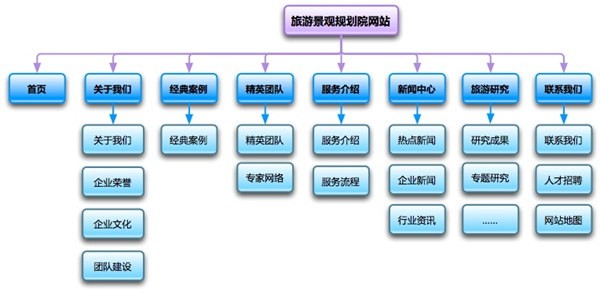 旅游景观规划院网站
首页
关于我们
经典案例
精英团队
服务介绍
新闻中心
旅游研究
联系我们
关于我们
经典案例
精英团队
服务介绍
热点新闻
研究成果
联系我们
企业荣誉
专家网络
服务流程
企业新闻
专题研究
人才招聘
企业文化
行业资讯
......
网站地图
团队建设